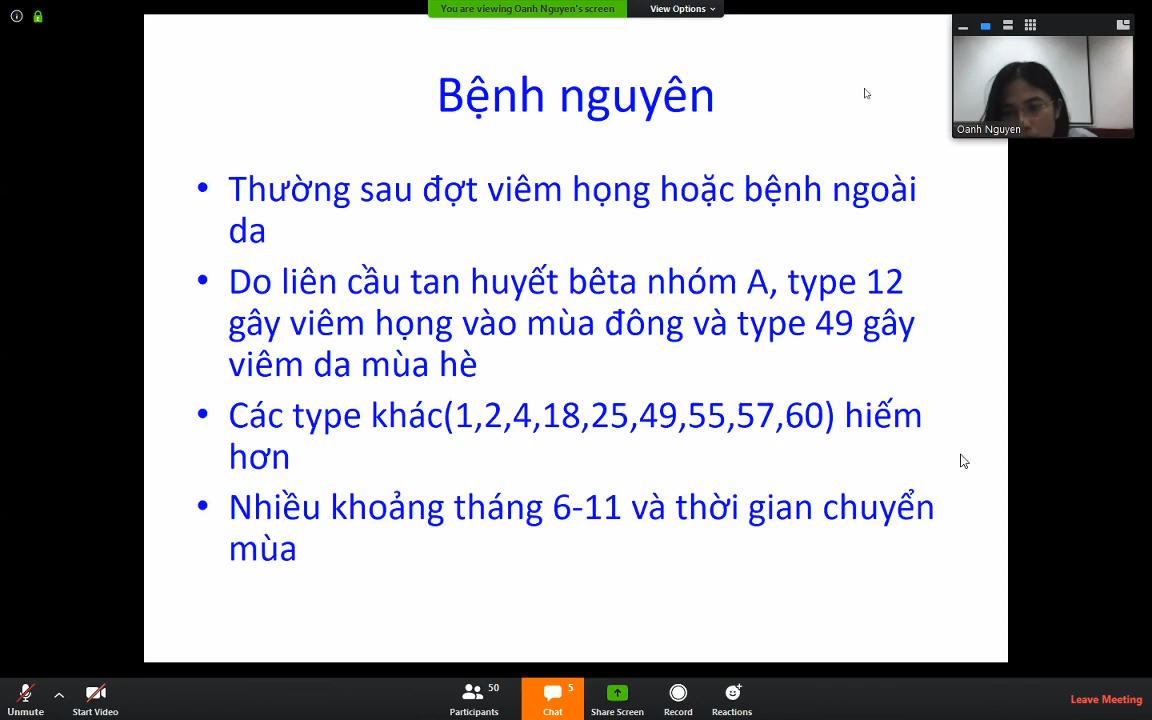 You are viewing Oanh Nguyen's screen
View Options
Oanh Nguyen
Bệnh nguyên
• Thường sau đợt viêm họng hoặc bệnh ngoài
da
• Do liên cầu tan huyết bêta nhóm A, type 12
gây viêm họng vào mùa đông và type 49 gây
viêm da mùa hè
• Các type khác(1,2,4,18,25,49,55,57,60) hiếm
hơn
• Nhiều khoảng tháng 6-11 và thời gian chuyển
mùa
Unmute
Start Video
50
Participants
5
Chat
Share Screen
Record
Reactions
Leave Meeting